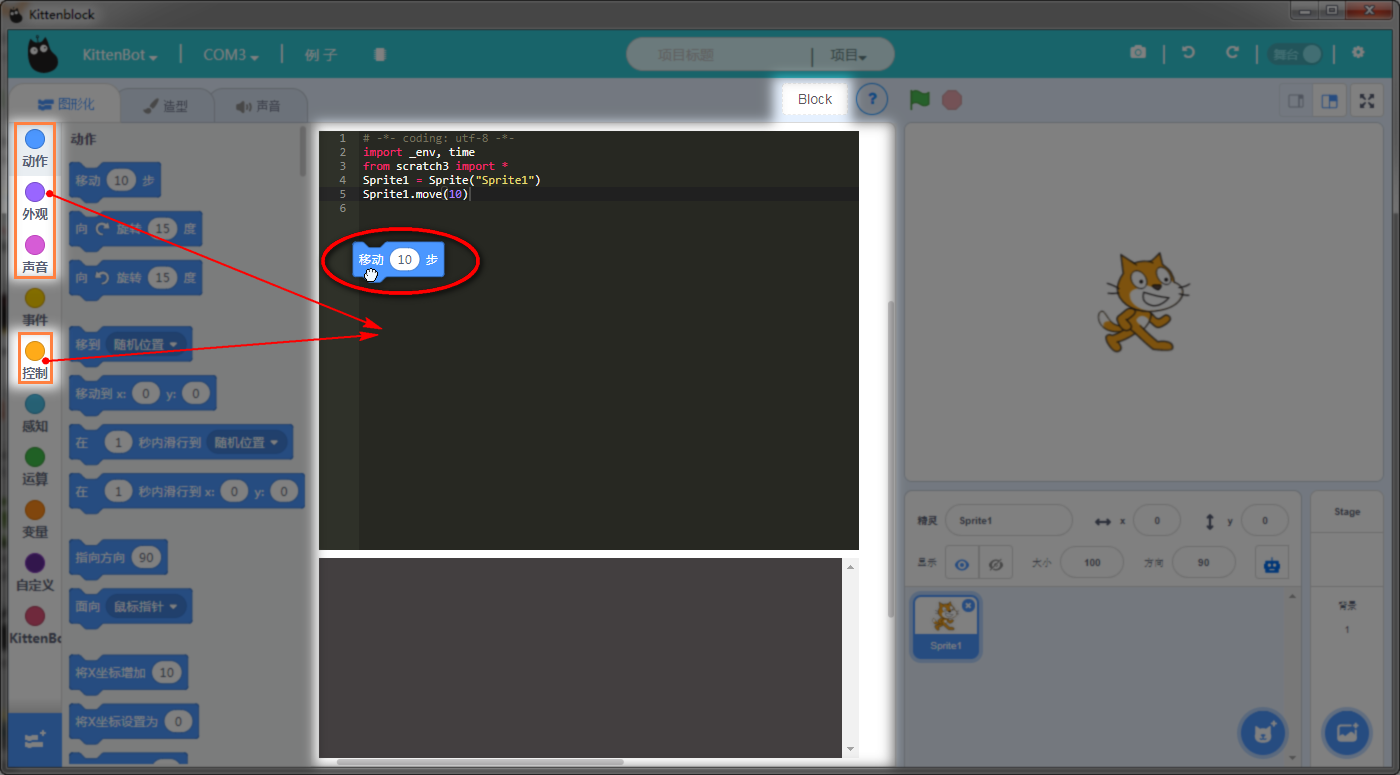 Kittenblock
KittenBot
COM3
例子
项目标题
项目
舞台
图形化
造型
声音
Block
?
动作
外观
声音
事件
控制
感知
运算
变量
自定义
KittenBo
动作
移动 10 步
向 旋转 15 度
向 旋转 15 度
移到 随机位置
移动到 x: 0 y: 0
在 1 秒内滑行到 随机位置
在 1 秒内滑行到 x: 0 y: 0
指向方向 90
面向 鼠标指针
将X坐标增加 10
将X坐标设置为 0
1 # -*- coding: utf-8 -*-
2 import _env, time
3 from scratch3 import *
4 Sprite1 = Sprite("Sprite1")
5 Sprite1.move(10)
6
移动 10 步
精灵 Sprite1 x 0 y 0
显示 大小 100 方向 90
Sprite1
Stage
背景
1